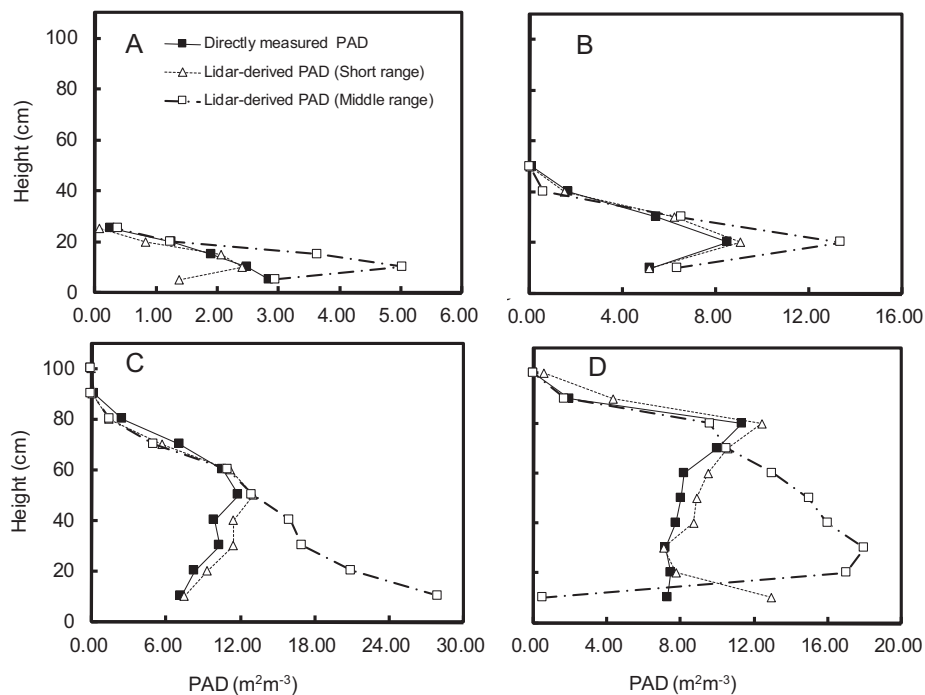 A
Directly measured PAD
Lidar-derived PAD (Short range)
Lidar-derived PAD (Middle range)
B
Height (cm)
100
80
60
40
20
0
0.00 1.00 2.00 3.00 4.00 5.00 6.00
0.00 4.00 8.00 12.00 16.00
C
D
Height (cm)
100
80
60
40
20
0
0.00 6.00 12.00 18.00 24.00 30.00
0.00 4.00 8.00 12.00 16.00 20.00
PAD (m²m⁻³)
PAD (m²m⁻³)